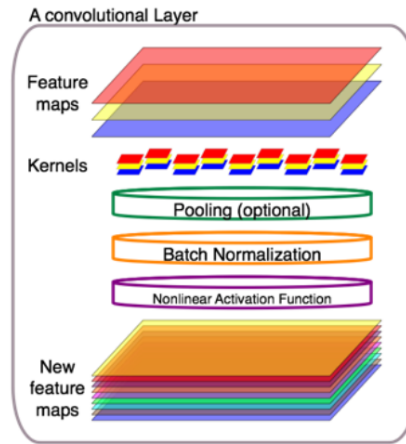 A convolutional Layer
Feature
maps
Kernels
Pooling (optional)
Batch Normalization
Nonlinear Activation Function
New
feature
maps